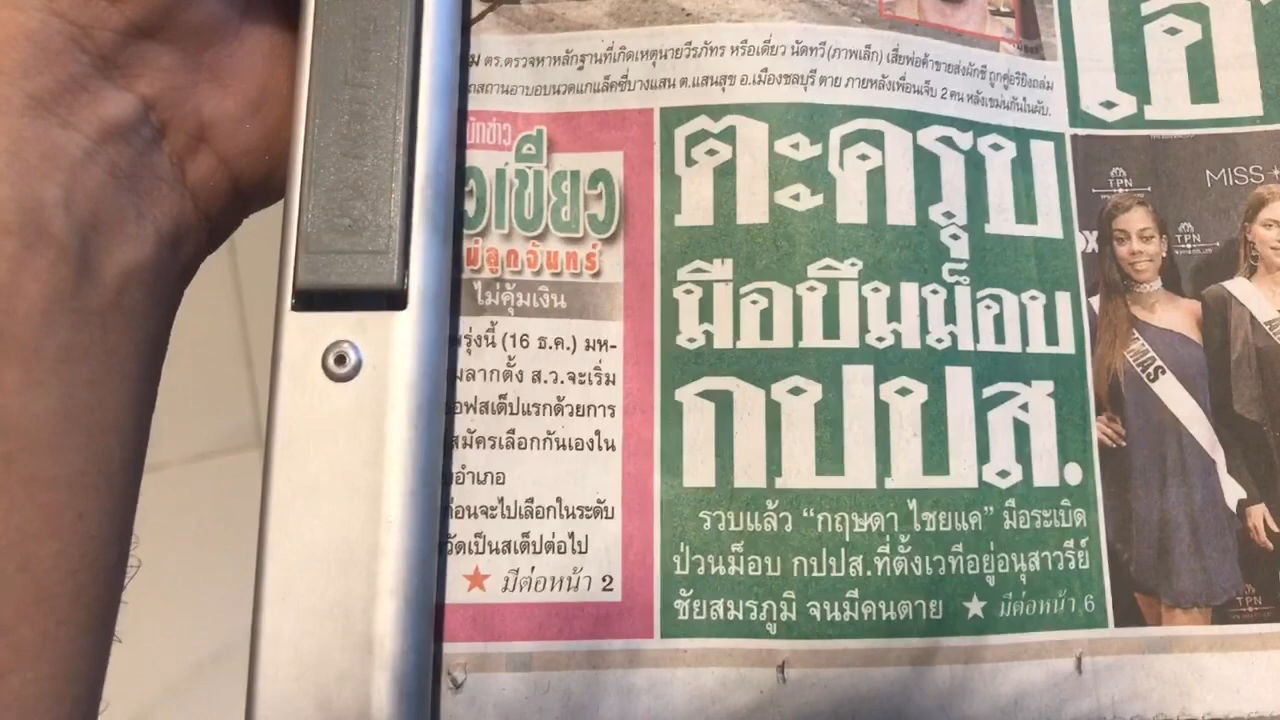 ตร.ตรวจหาหลักฐานที่เกิดเหตุนายวีรภัทร หรือเดี่ยว นัดทวี (ภาพเล็ก) เสี่ยพ่อค้าขายส่งผักชี ถูกคู่อริยิงถล่ม
สถานอาบอบนวดแกแล็คซี่บางแสน ต.แสนสุข อ.เมืองชลบุรี ตาย ภายหลังเพื่อนเจ็บ 2 คน หลังเขม่นกันในผับ.
เขียว
ลูกจันทร์
ไม่คุ้มเงิน
พรุ่งนี้ (16 ธ.ค.) มห-
มลากตั้ง ส.ว.จะเริ่ม
อฟสเต็ปแรกด้วยการ
สมัครเลือกกันเองใน
อำเภอ
ก่อนจะไปเลือกในระดับ
วัดเป็นสเต็ปต่อไป
★ มีต่อหน้า 2
ตะครุบ
มือบึมม็อบ
กปปส.
รวบแล้ว “กฤษดา ไชยแค” มือระเบิด
ป่วนม็อบ กปปส.ที่ตั้งเวทีอยู่อนุสาวรีย์
ชัยสมรภูมิ จนมีคนตาย ★ มีต่อหน้า 6
TPN
MISS
TPN
MAS
TPN